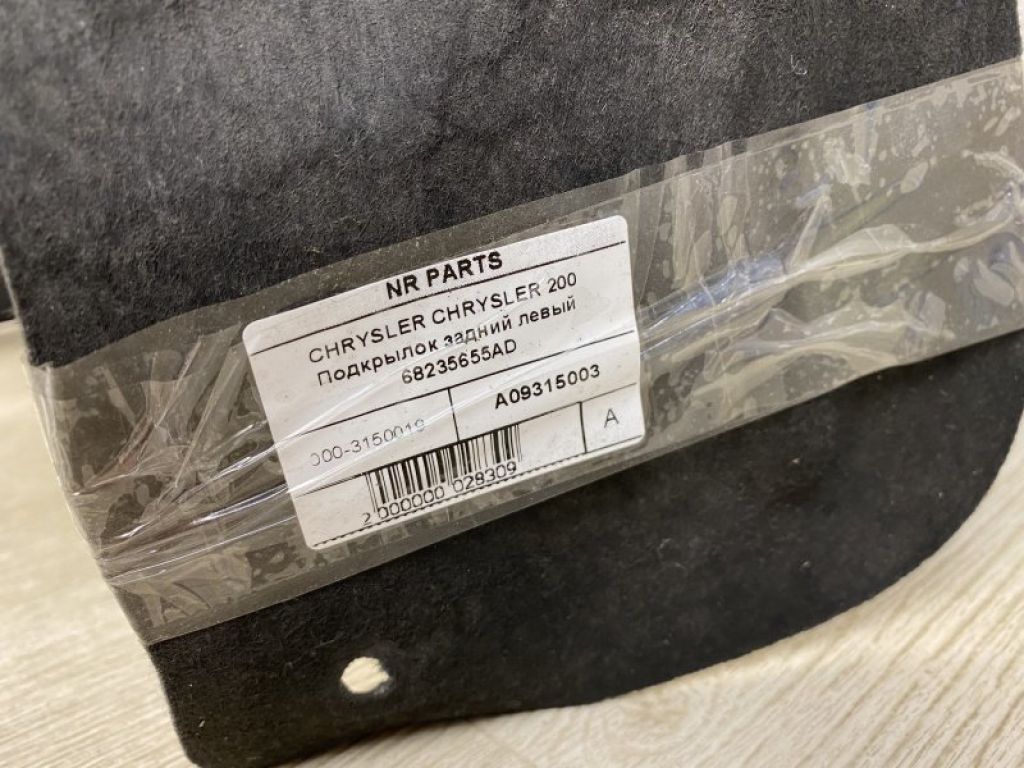 NR PARTS
CHRYSLER CHRYSLER 200
Подкрылок задний левый
68235655AD
000-3150019 A09315003
A
2 000000 028309